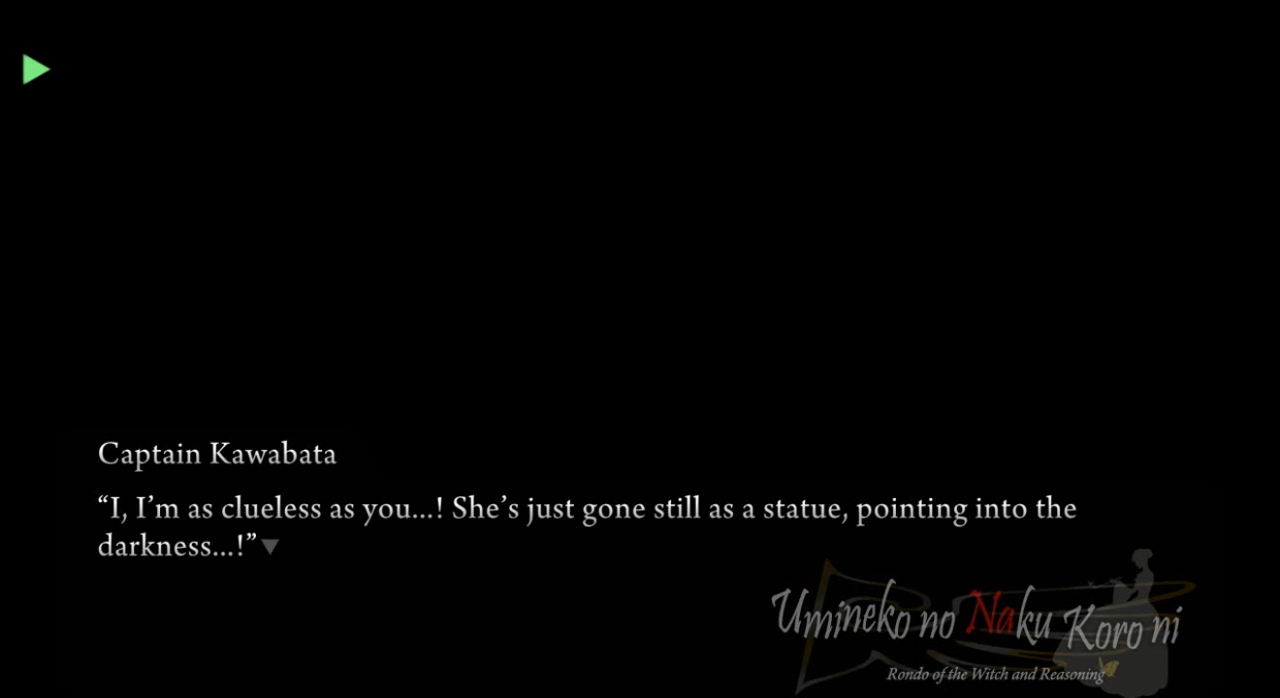 Captain Kawabata
“I, I’m as clueless as you...! She’s just gone still as a statue, pointing into the
darkness...!”
Umineko no Naku Koro ni
Rondo of the Witch and Reasoning